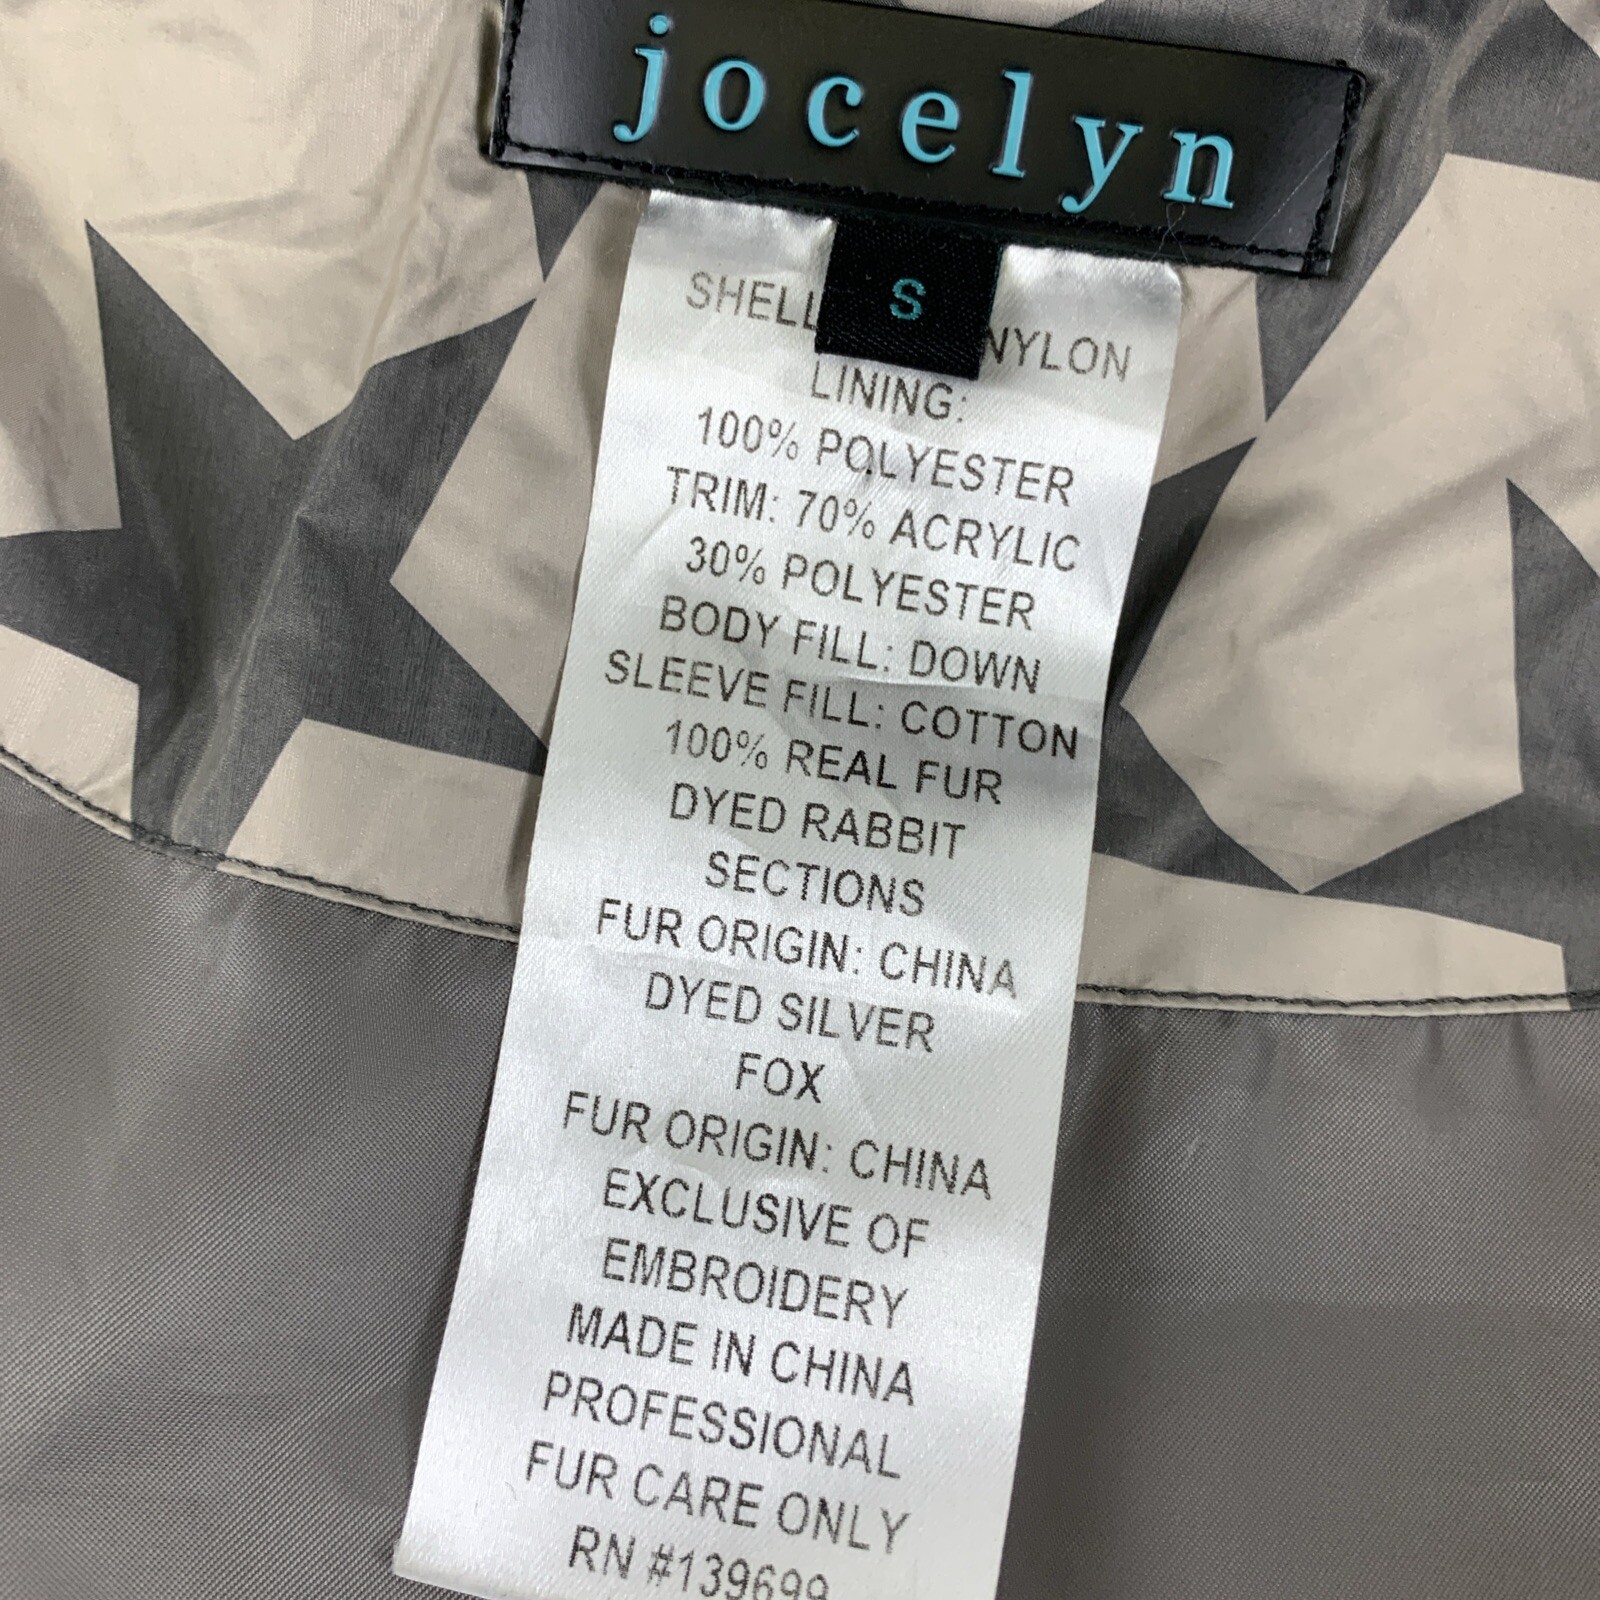 jocelyn
S
SHELL NYLON
LINING:
100% POLYESTER
TRIM: 70% ACRYLIC
30% POLYESTER
BODY FILL: DOWN
SLEEVE FILL: COTTON
100% REAL FUR
DYED RABBIT
SECTIONS
FUR ORIGIN: CHINA
DYED SILVER
FOX
FUR ORIGIN: CHINA
EXCLUSIVE OF
EMBROIDERY
MADE IN CHINA
PROFESSIONAL
FUR CARE ONLY
RN #139699